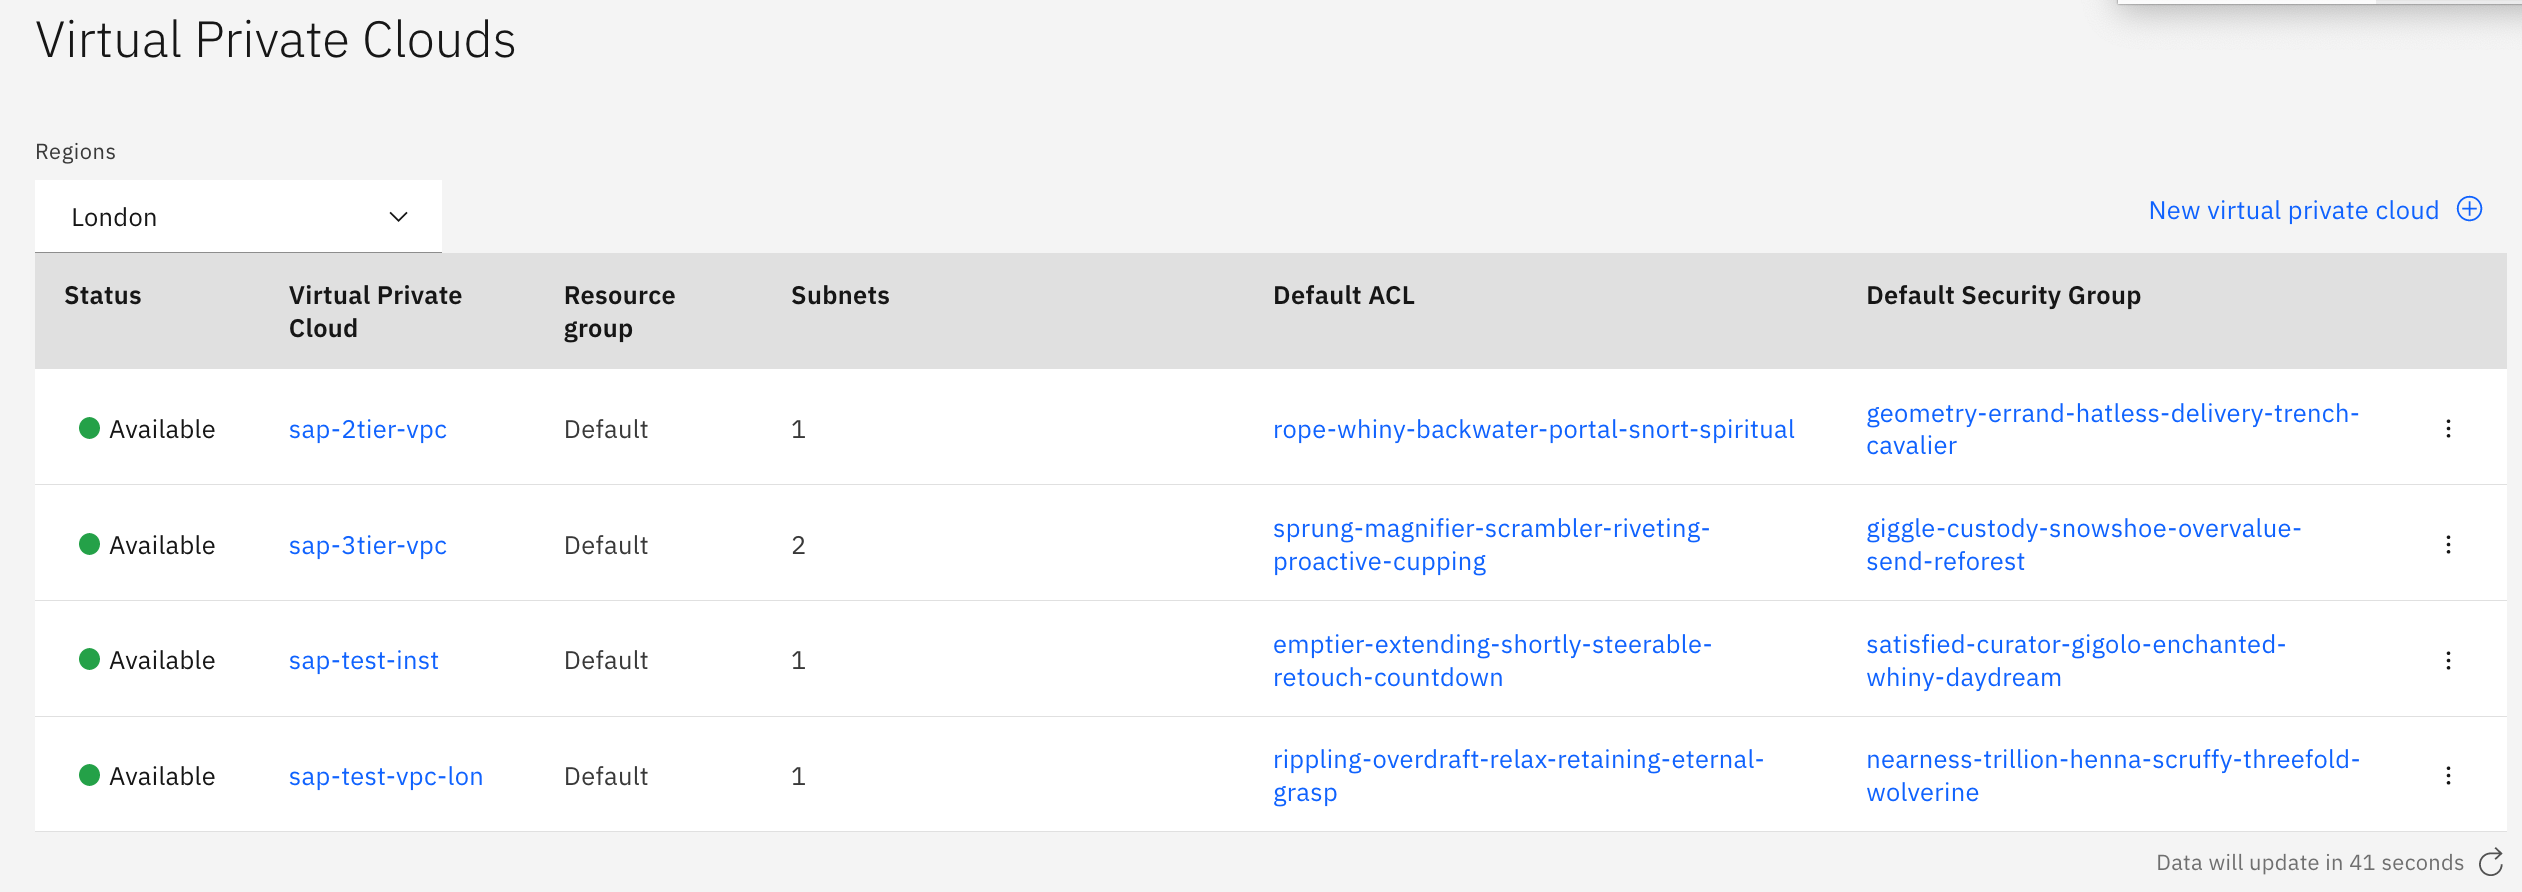 Virtual Private Clouds
Regions
London
New virtual private cloud
Status
Virtual Private
Cloud
Resource
group
Subnets
Default ACL
Default Security Group
Available
sap-2tier-vpc
Default
1
rope-whiny-backwater-portal-snort-spiritual
geometry-errand-hatless-delivery-trench-
cavalier
Available
sap-3tier-vpc
Default
2
sprung-magnifier-scrambler-riveting-
proactive-cupping
giggle-custody-snowshoe-overvalue-
send-reforest
Available
sap-test-inst
Default
1
emptier-extending-shortly-steerable-
retouch-countdown
satisfied-curator-gigolo-enchanted-
whiny-daydream
Available
sap-test-vpc-lon
Default
1
rippling-overdraft-relax-retaining-eternal-
grasp
nearness-trillion-henna-scruffy-threefold-
wolverine
Data will update in 41 seconds